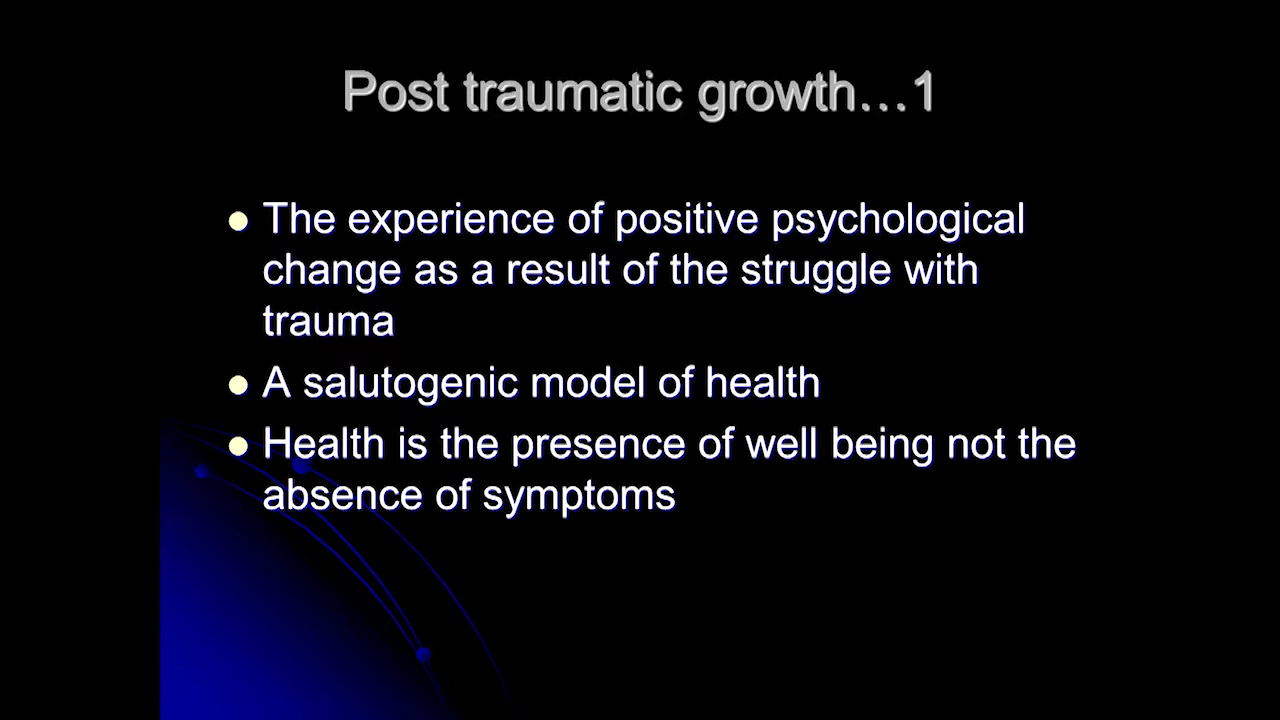 Post traumatic growth…1
The experience of positive psychological
change as a result of the struggle with
trauma
A salutogenic model of health
Health is the presence of well being not the
absence of symptoms